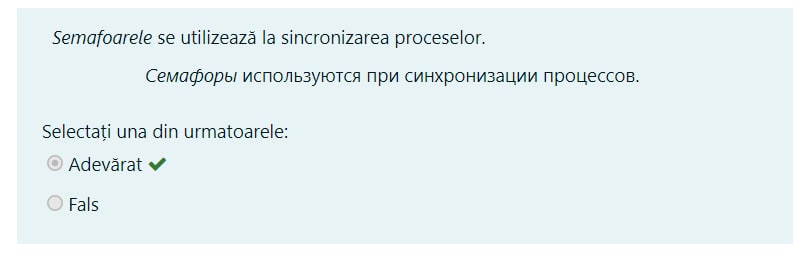 Semafoarele se utilizează la sincronizarea proceselor.
Семафоры используются при синхронизации процессов.
Selectați una din urmatoarele:
Adevărat
Fals